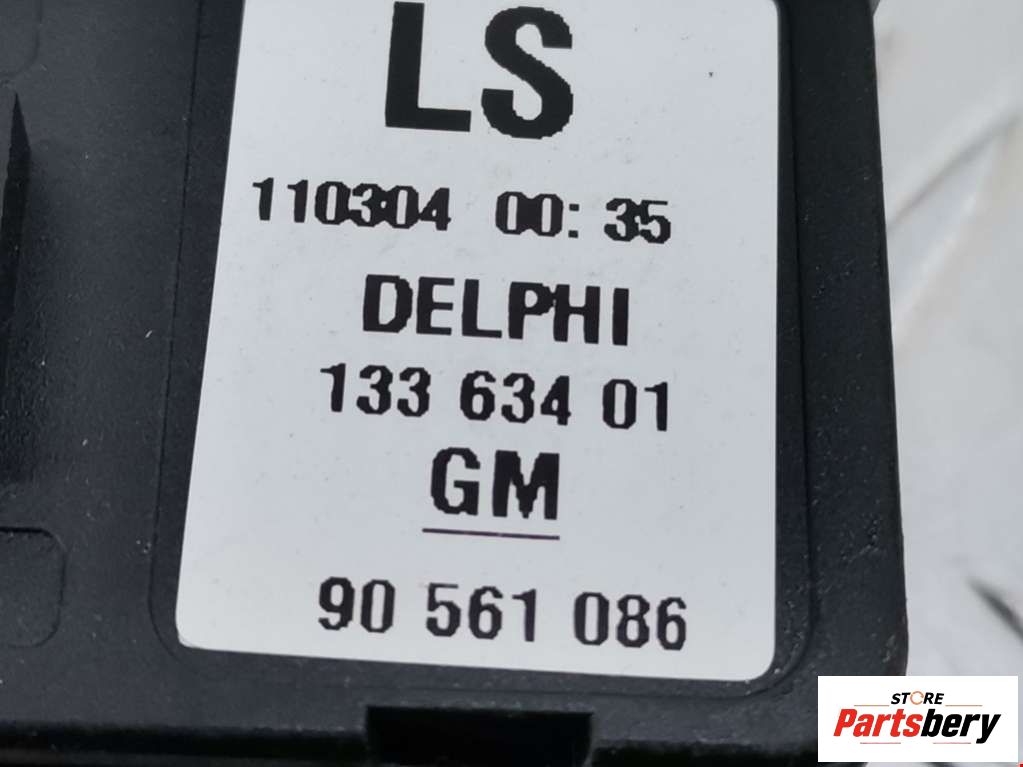 LS
110304 00:35
DELPHI
133 634 01
GM
90 561 086
STORE
Partsbery